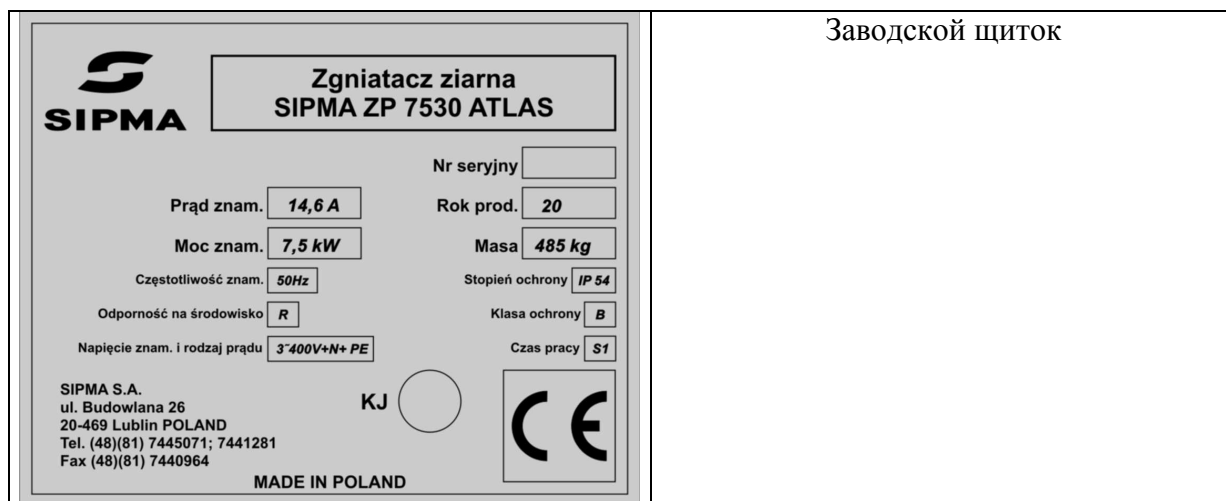 Заводской щиток
SIPMA
Zgniatacz ziarna
SIPMA ZP 7530 ATLAS
Nr seryjny
Prąd znam. 14,6 A Rok prod. 20
Moc znam. 7,5 kW Masa 485 kg
Częstotliwość znam. 50Hz Stopień ochrony IP 54
Odporność na środowisko R Klasa ochrony B
Napięcie znam. i rodzaj prądu 3~400V+N+ PE Czas pracy S1
SIPMA S.A.
ul. Budowlana 26
20-469 Lublin POLAND
Tel. (48)(81) 7445071; 7441281
Fax (48)(81) 7440964
KJ
CE
MADE IN POLAND